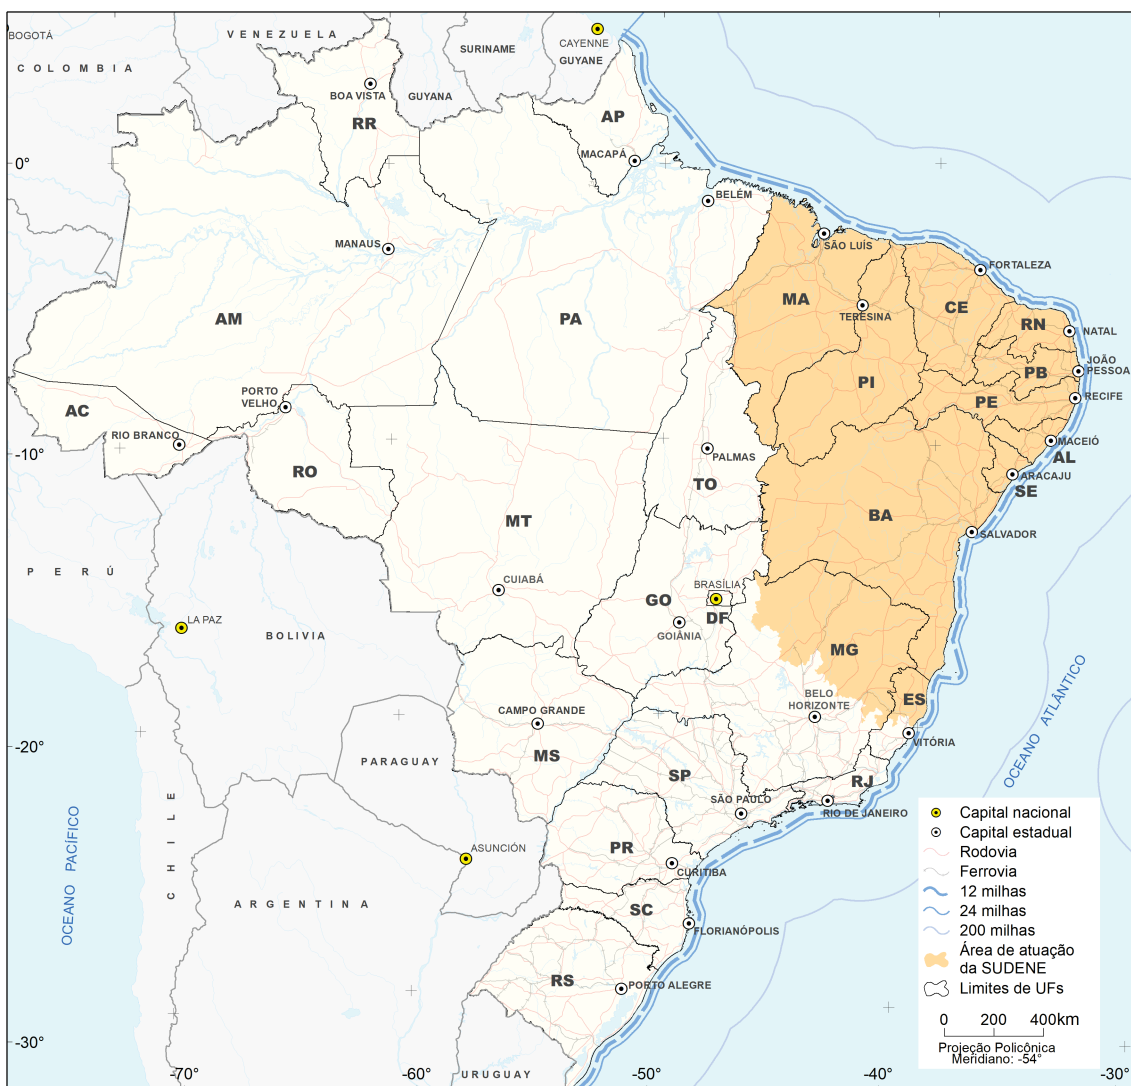 BOGOTÁ
COLOMBIA
VENEZUELA
SURINAME
CAYENNE
GUYANE
GUYANA
BOA VISTA
RR
AP
MACAPÁ
0°
BELÉM
MANAUS
SÃO LUÍS
FORTALEZA
AM
PA
MA
CE
TERESINA
RN
NATAL
JOÃO
PESSOA
PB
PI
PE
RECIFE
PORTO
VELHO
AC
RIO BRANCO
-10°
MACEIÓ
AL
PALMAS
ARACAJU
SE
RO
TO
MT
BA
SALVADOR
PERÚ
CUIABÁ
BRASÍLIA
GO
DF
GOIÂNIA
LA PAZ
BOLIVIA
MG
BELO
HORIZONTE
ES
CAMPO GRANDE
VITÓRIA
OCEANO ATLÂNTICO
-20°
MS
PARAGUAY
SP
RJ
SÃO PAULO
RIO DE JANEIRO
CHILE
OCEANO PACÍFICO
ASUNCIÓN
PR
CURITIBA
ARGENTINA
SC
FLORIANÓPOLIS
RS
PORTO ALEGRE
-30°
URUGUAY
-70°
-60°
-50°
-40°
-30°
Capital nacional
Capital estadual
Rodovia
Ferrovia
12 milhas
24 milhas
200 milhas
Área de atuação
da SUDENE
Limites de UFs
0 200 400km
Projeção Policônica
Meridiano: -54°